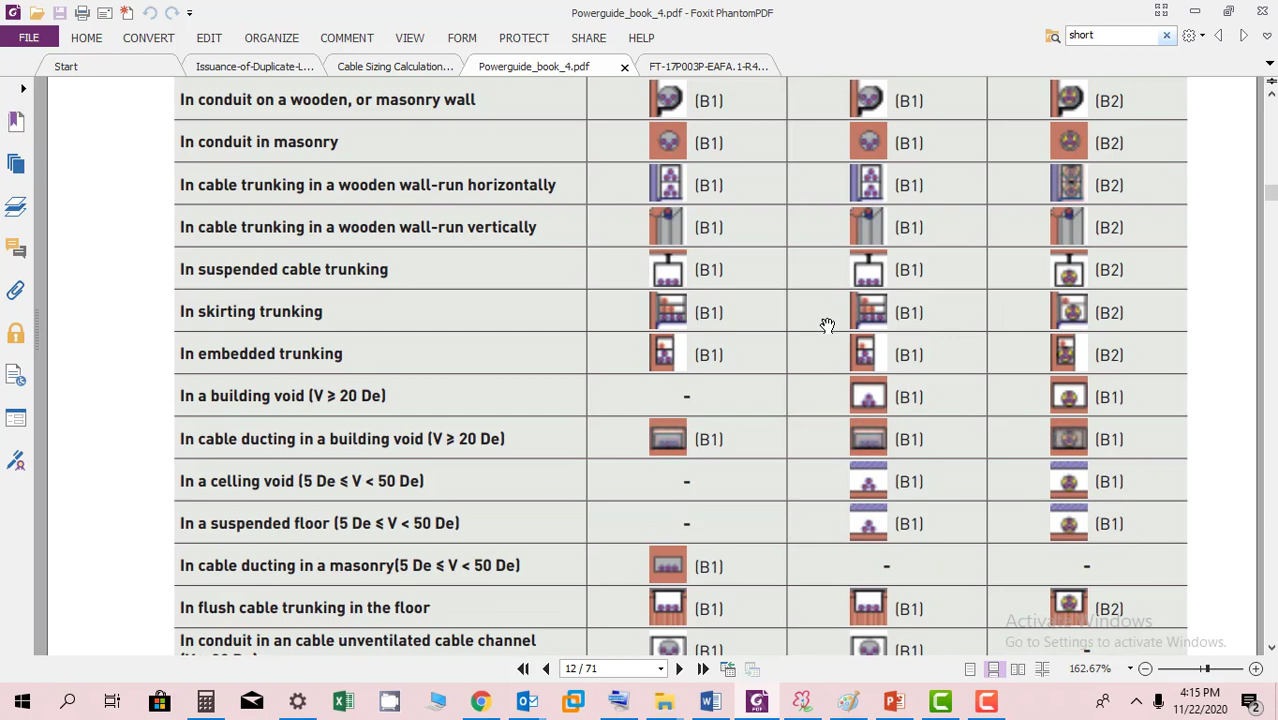 Powerguide_book_4.pdf - Foxit PhantomPDF
FILE HOME CONVERT EDIT ORGANIZE COMMENT VIEW FORM PROTECT SHARE HELP
short
Start Issuance-of-Duplicate-L... Cable Sizing Calculation... Powerguide_book_4.pdf FT-17P003P-EAFA.1-R4...
In conduit on a wooden, or masonry wall (B1) (B1) (B2)
In conduit in masonry (B1) (B1) (B2)
In cable trunking in a wooden wall-run horizontally (B1) (B1) (B2)
In cable trunking in a wooden wall-run vertically (B1) (B1) (B2)
In suspended cable trunking (B1) (B1) (B2)
In skirting trunking (B1) (B1) (B2)
In embedded trunking (B1) (B1) (B2)
In a building void (V ⩾ 20 De) - (B1) (B1)
In cable ducting in a building void (V ⩾ 20 De) (B1) (B1) (B1)
In a celling void (5 De ⩽ V < 50 De) - (B1) (B1)
In a suspended floor (5 De ⩽ V < 50 De) - (B1) (B1)
In cable ducting in a masonry(5 De ⩽ V < 50 De) (B1) - -
In flush cable trunking in the floor (B1) (B1) (B2)
In conduit in an cable unventilated cable channel (B1) (B1) -
Activate Windows
Go to Settings to activate Windows.
12 / 71 162.67%
4:15 PM
11/22/2020
2